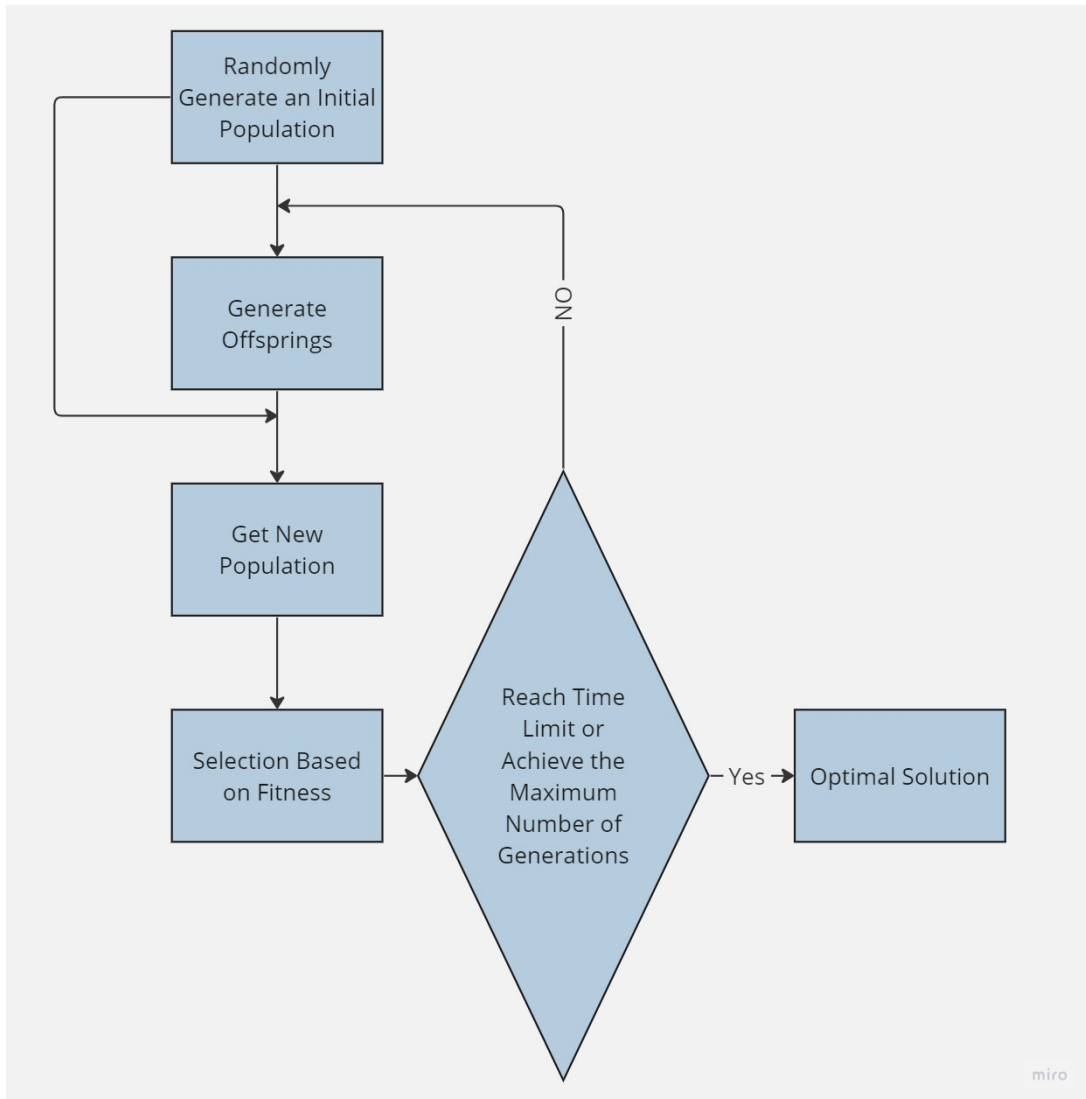 Randomly
Generate an Initial
Population
NO
Generate
Offsprings
Get New
Population
Selection Based
on Fitness
Reach Time
Limit or
Achieve the
Maximum
Number of
Generations
Yes
Optimal Solution
miro